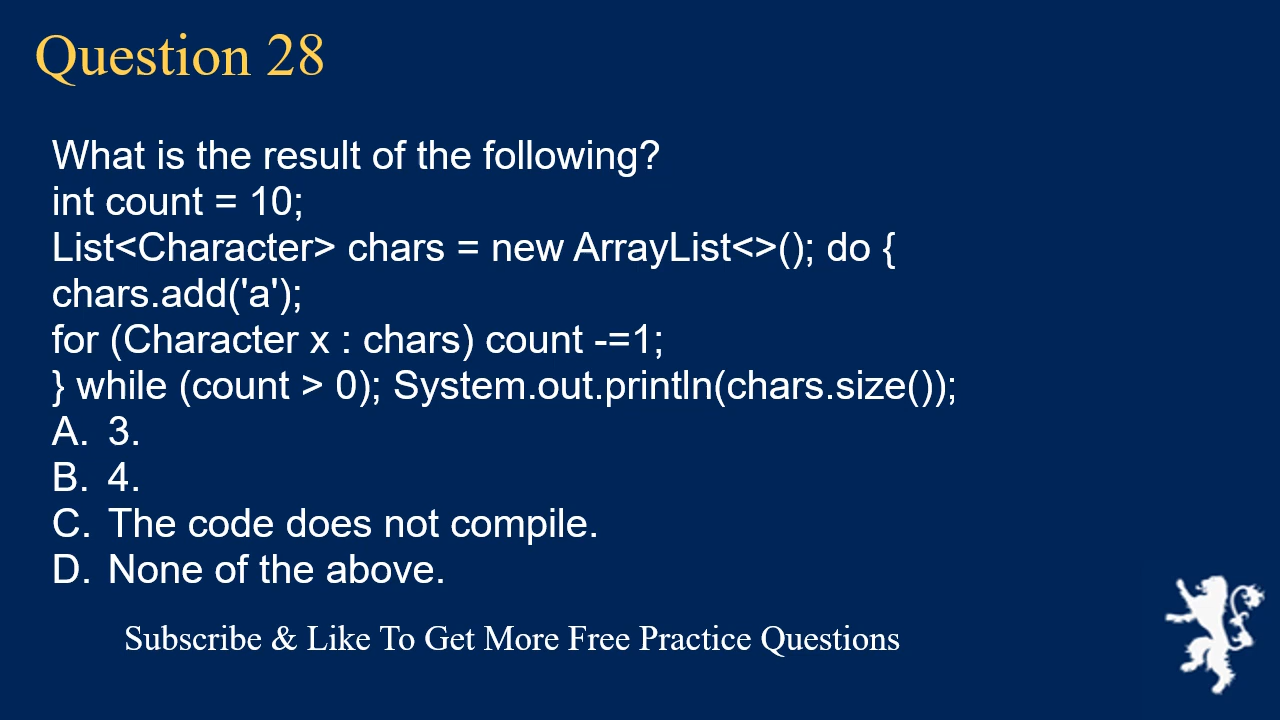 Question 28
What is the result of the following?
int count = 10;
List<Character> chars = new ArrayList<>(); do {
chars.add('a');
for (Character x : chars) count -=1;
} while (count > 0); System.out.println(chars.size());
A. 3.
B. 4.
C. The code does not compile.
D. None of the above.
Subscribe & Like To Get More Free Practice Questions